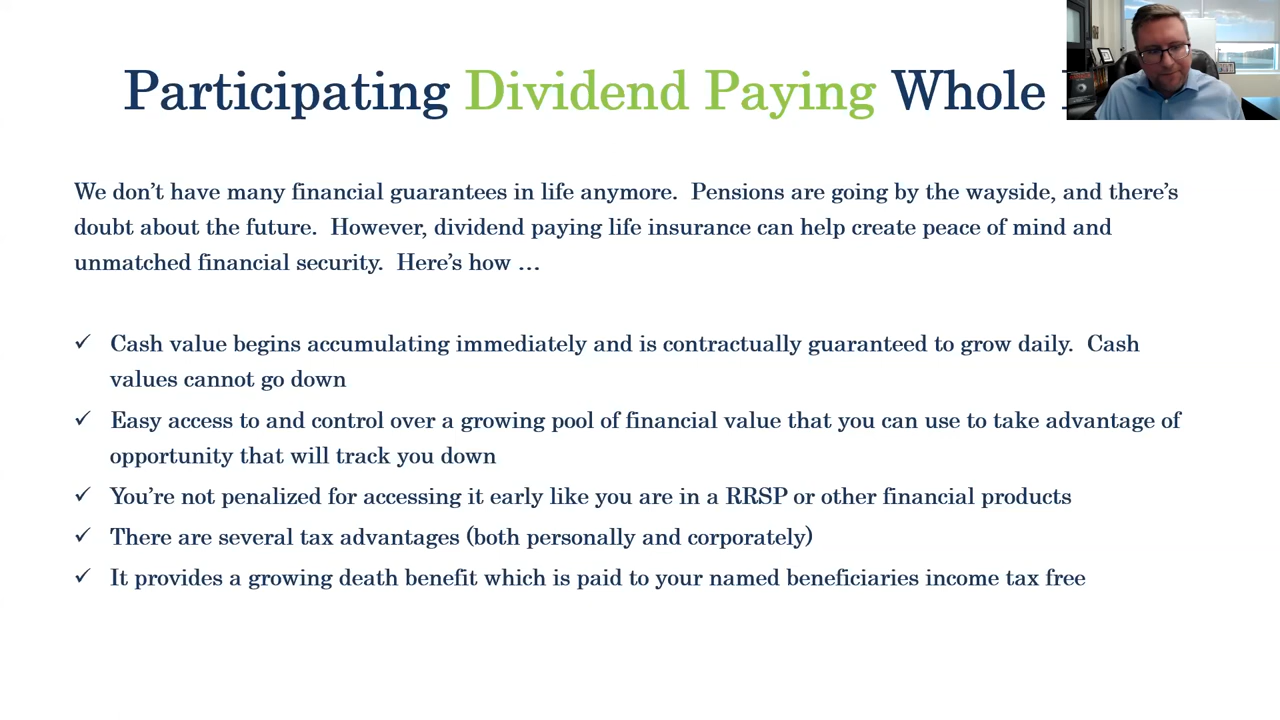 Participating Dividend Paying Whole
We don't have many financial guarantees in life anymore.  Pensions are going by the wayside, and there's
doubt about the future.  However, dividend paying life insurance can help create peace of mind and
unmatched financial security.  Here's how …
✓ Cash value begins accumulating immediately and is contractually guaranteed to grow daily.  Cash
values cannot go down
✓ Easy access to and control over a growing pool of financial value that you can use to take advantage of
opportunity that will track you down
✓ You're not penalized for accessing it early like you are in a RRSP or other financial products
✓ There are several tax advantages (both personally and corporately)
✓ It provides a growing death benefit which is paid to your named beneficiaries income tax free